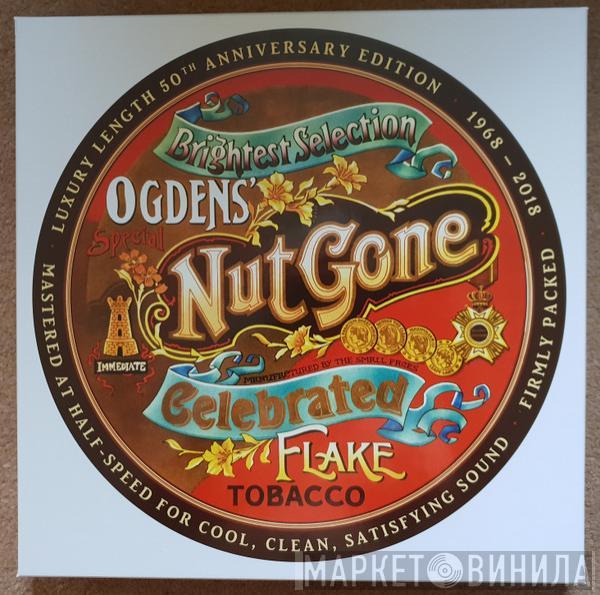 LUXURY LENGTH 50TH ANNIVERSARY EDITION · 1968 – 2018 ·
Brightest Selection
OGDENS'
Special
Nut Gone
IMMEDIATE
MANUFACTURED BY THE SMALL FACES
Celebrated
FLAKE
TOBACCO
MASTERED AT HALF-SPEED FOR COOL, CLEAN, SATISFYING SOUND · FIRMLY PACKED
МАРКЕТ ВИНИЛА